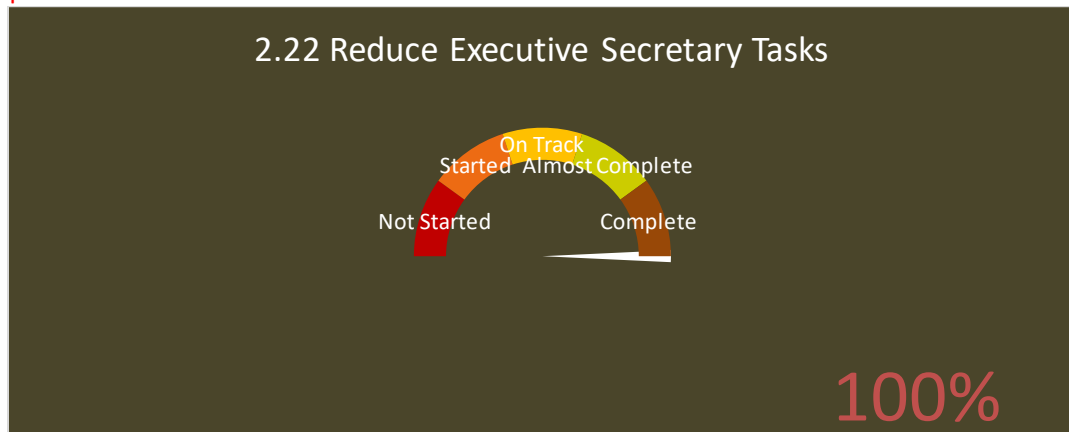 2.22 Reduce Executive Secretary Tasks
On Track
Started
Almost Complete
Not Started
Complete
100%